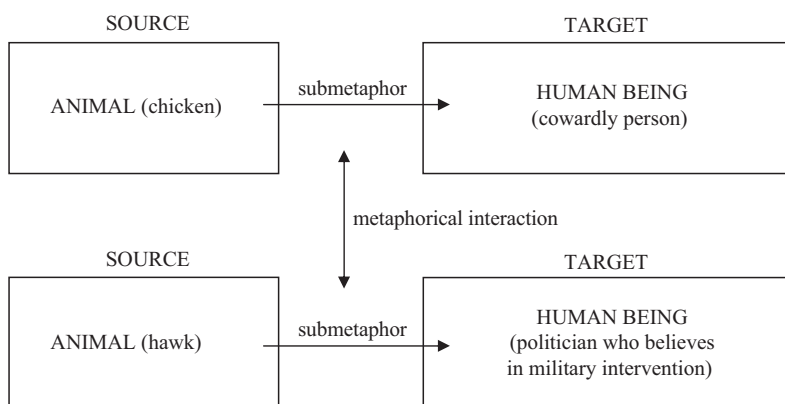 SOURCE
TARGET
ANIMAL (chicken)
submetaphor
HUMAN BEING
(cowardly person)
metaphorical interaction
SOURCE
TARGET
ANIMAL (hawk)
submetaphor
HUMAN BEING
(politician who believes
in military intervention)